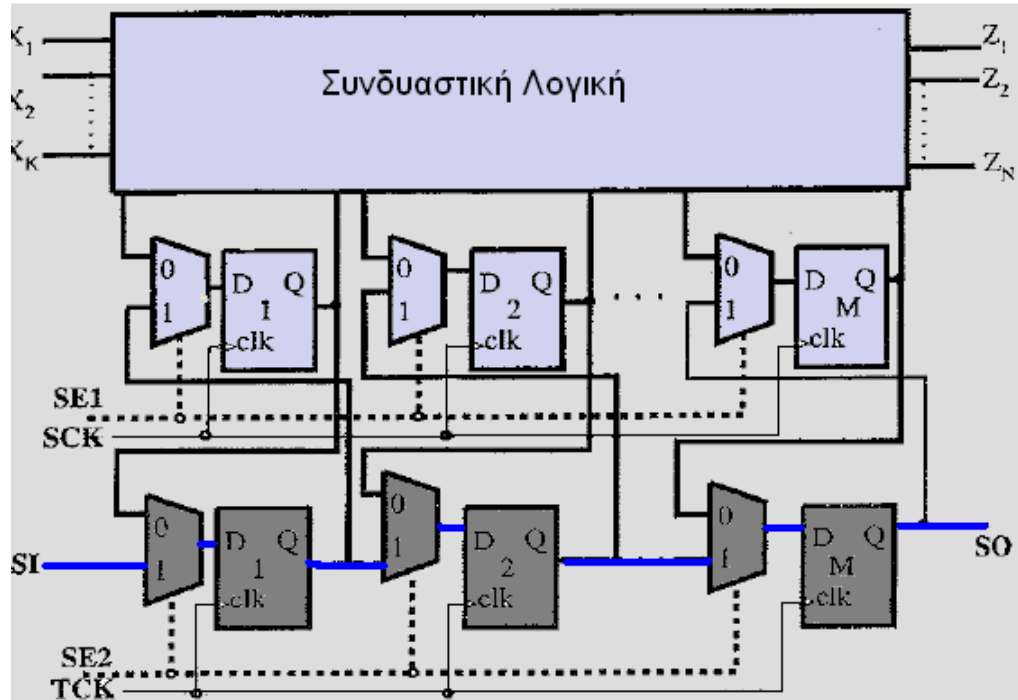 X1 Z1
Συνδυαστική Λογική
X2 Z2
XK ZN
0 D Q 0 D Q 0 D Q
1 1 1 2 1 M
clk clk clk
SE1
SCK
0 D Q 0 D Q 0 D Q
SI 1 1 1 2 1 M SO
clk clk clk
SE2
TCK